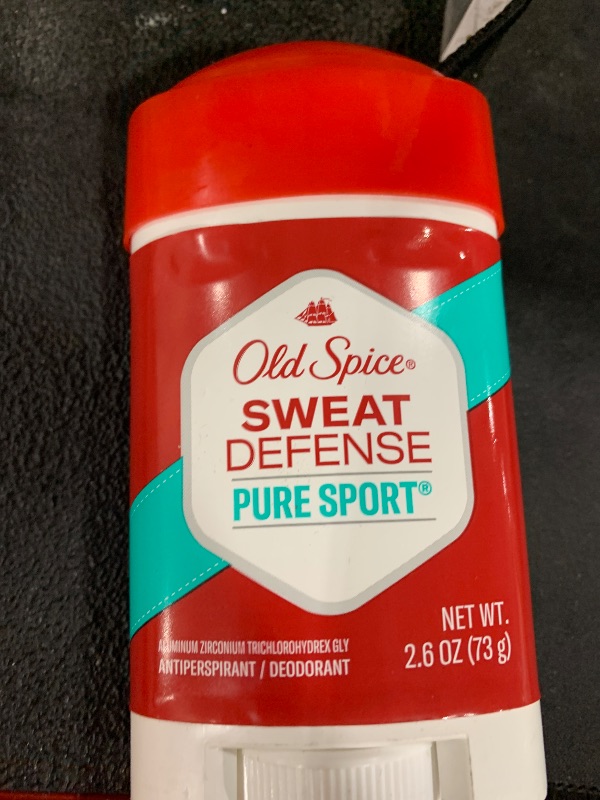 Old Spice®
SWEAT
DEFENSE
PURE SPORT®
NET WT.
2.6 OZ (73 g)
ALUMINUM ZIRCONIUM TRICHLOROHYDREX GLY
ANTIPERSPIRANT / DEODORANT